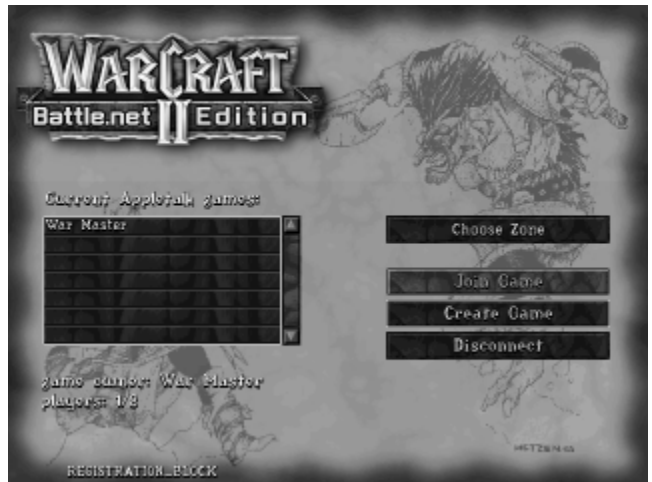 WARCRAFT
Battle.net II Edition
Current Appletalk games:
War Master
Choose Zone
Join Game
Create Game
Disconnect
game owner: War Master
players: 1/8
METZEN
REGISTRATION_BLOCK